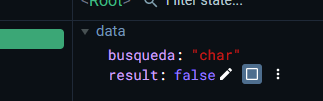 <Root>
Filter state...
data
busqueda: "char"
result: false